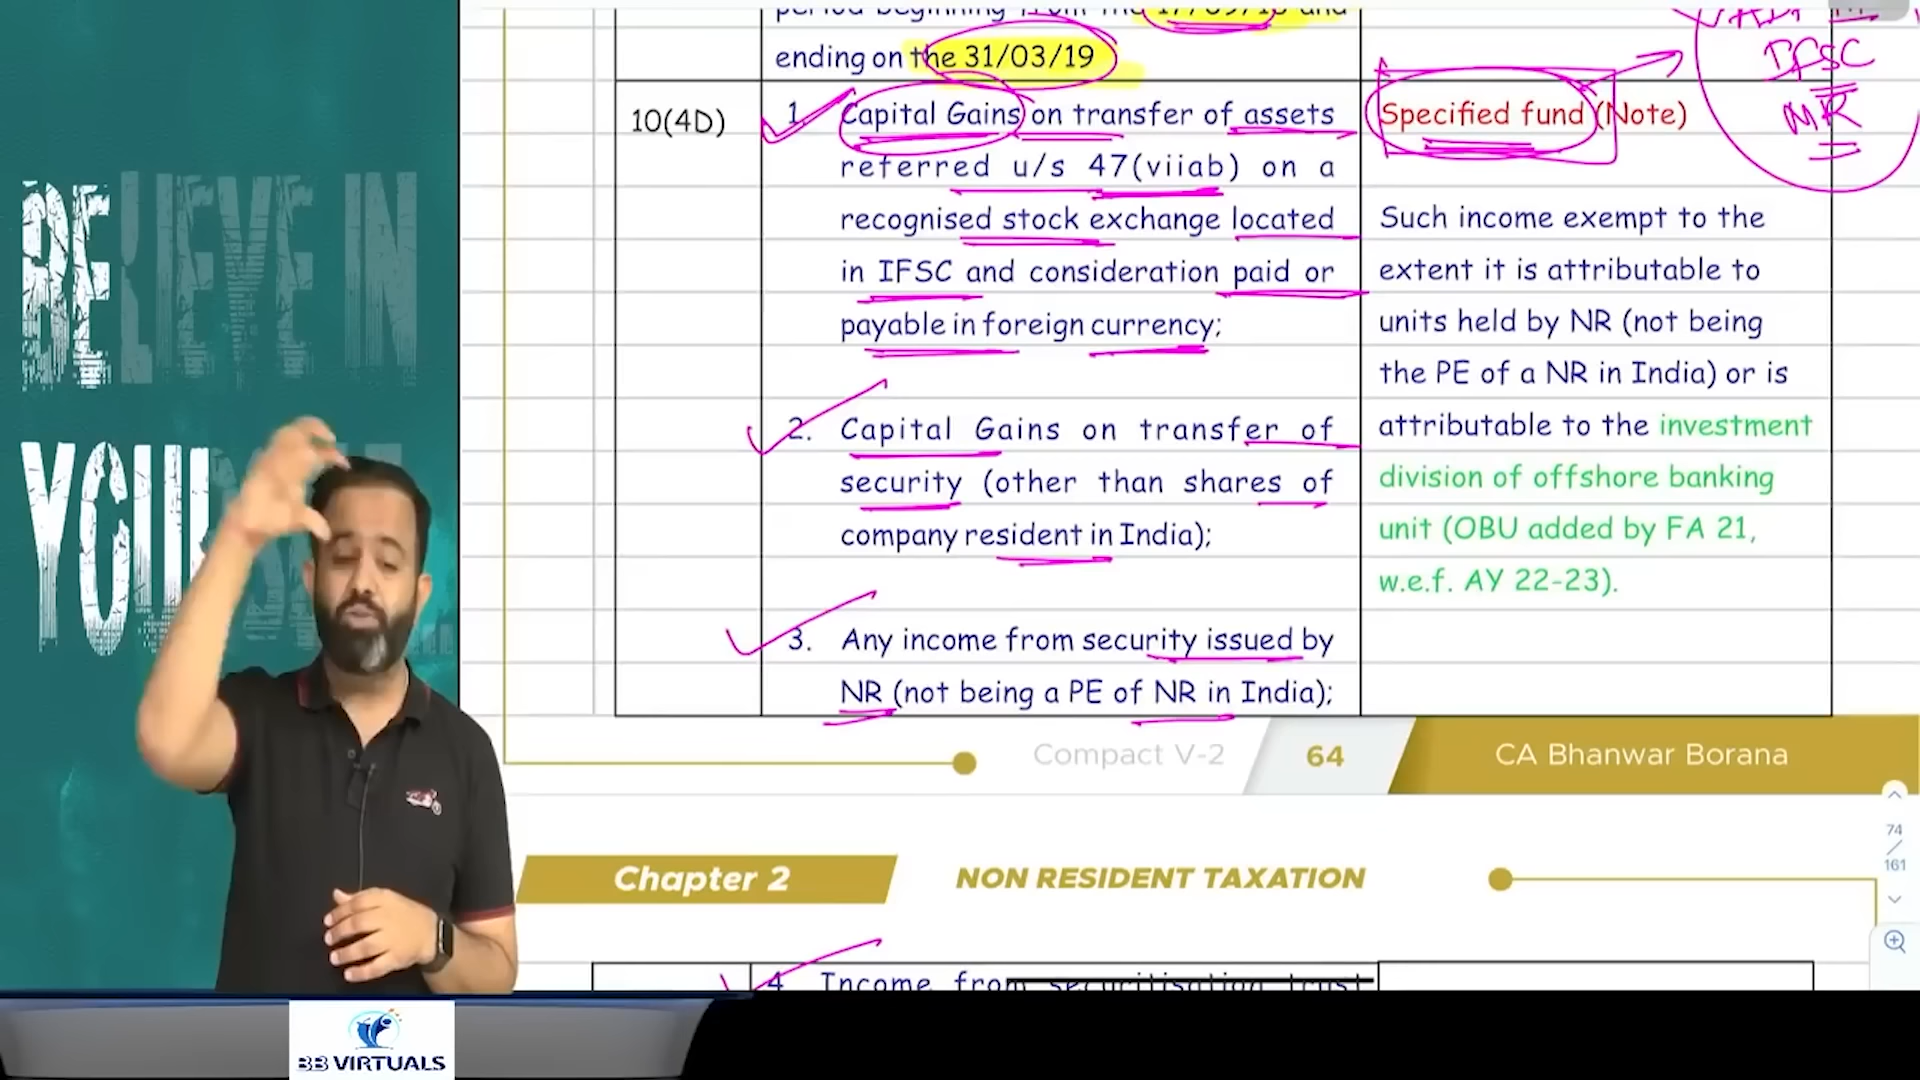 BELIEVE IN
ending on the 31/03/19
IFSC
NR
10(4D)
1. Capital Gains on transfer of assets
referred u/s 47(viiab) on a
recognised stock exchange located
in IFSC and consideration paid or
payable in foreign currency;
2. Capital Gains on transfer of
security (other than shares of
company resident in India);
3. Any income from security issued by
NR (not being a PE of NR in India);
Specified fund (Note)
Such income exempt to the
extent it is attributable to
units held by NR (not being
the PE of a NR in India) or is
attributable to the investment
division of offshore banking
unit (OBU added by FA 21,
w.e.f. AY 22-23).
Compact V-2
64
CA Bhanwar Borana
74
/
161
Chapter 2
NON RESIDENT TAXATION
4 Income from securitisation trust
BB VIRTUALS